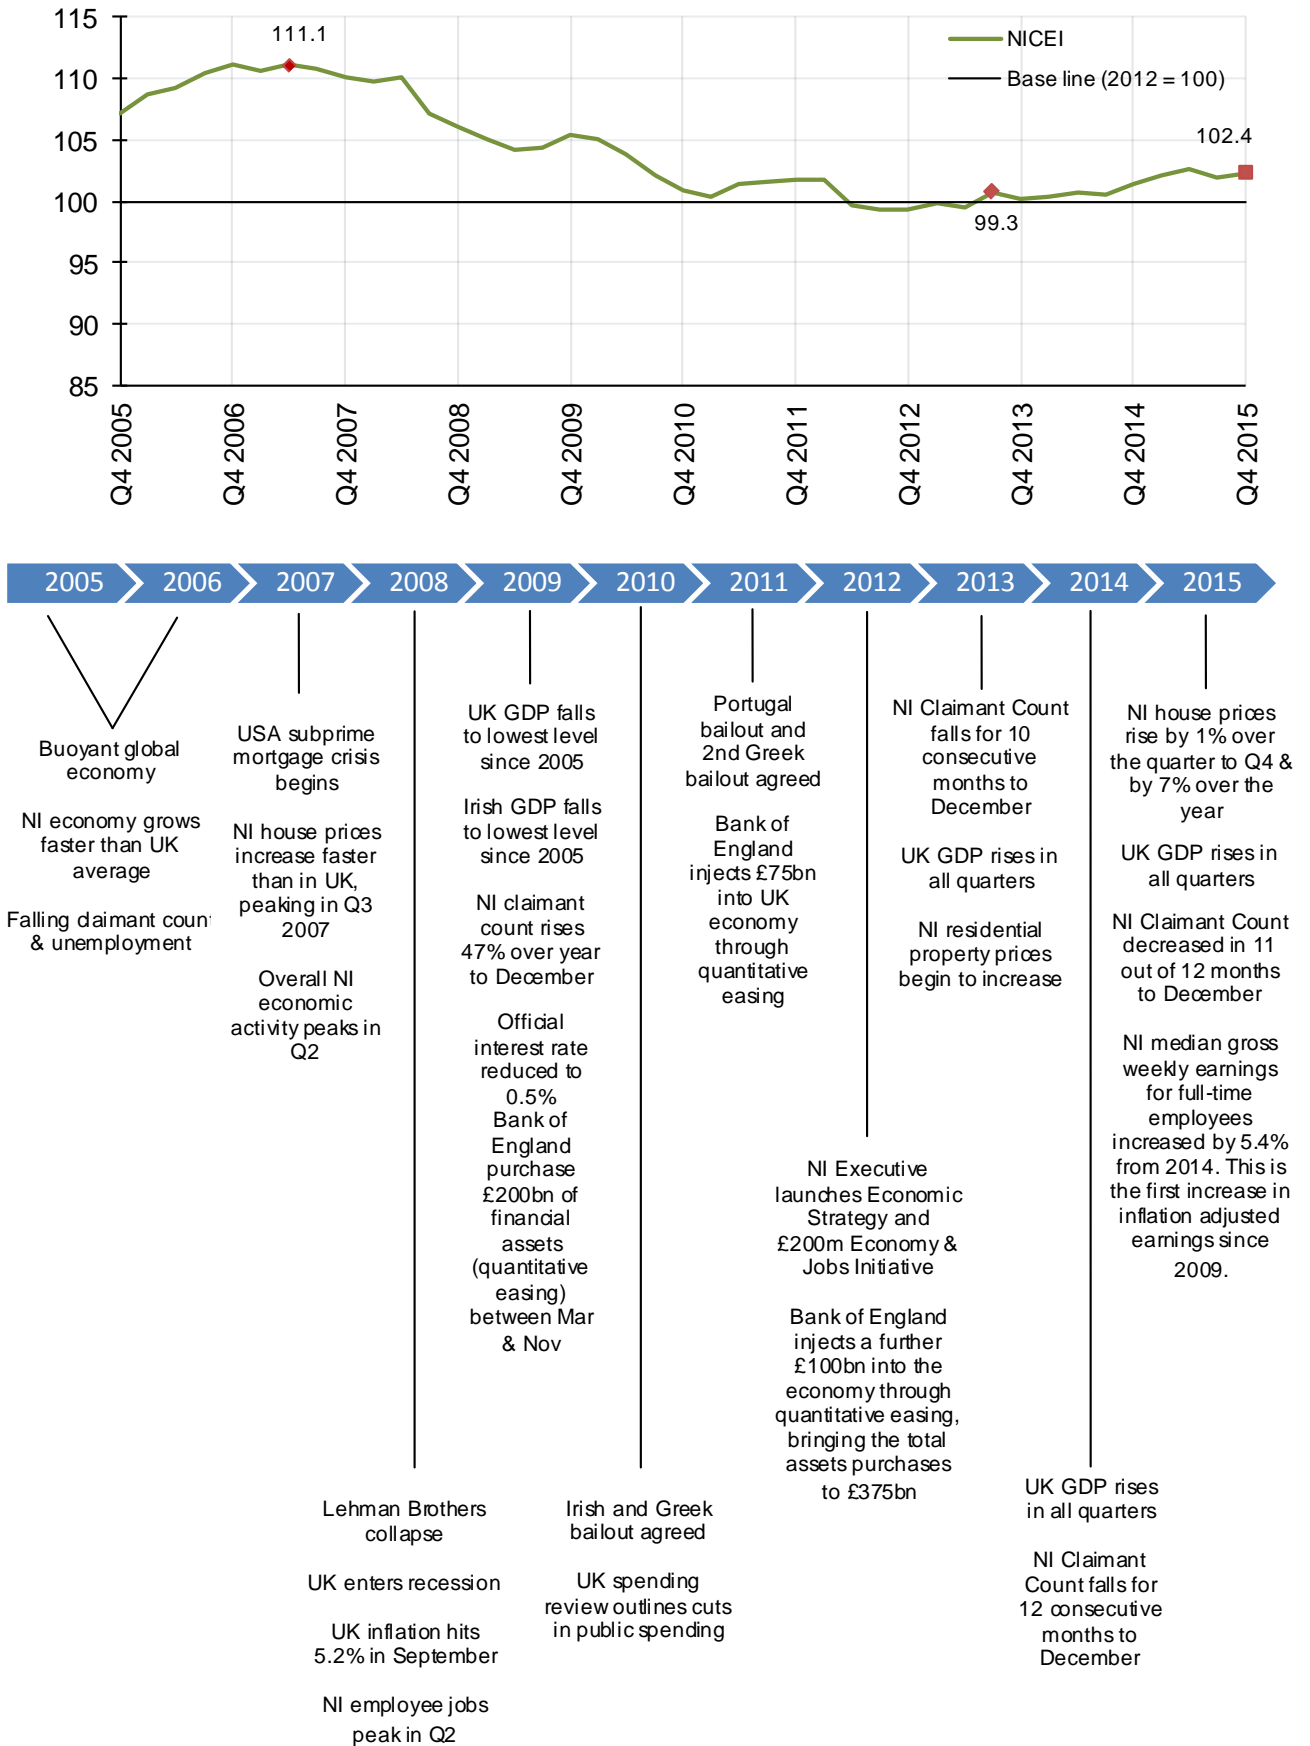 115
110
105
100
95
90
85
111.1
NICEI
Base line (2012 = 100)
102.4
99.3
Q4 2005
Q4 2006
Q4 2007
Q4 2008
Q4 2009
Q4 2010
Q4 2011
Q4 2012
Q4 2013
Q4 2014
Q4 2015
2005
2006
2007
2008
2009
2010
2011
2012
2013
2014
2015
Buoyant global
economy
NI economy grows
faster than UK
average
Falling claimant count
& unemployment
USA subprime
mortgage crisis
begins
NI house prices
increase faster
than in UK,
peaking in Q3
2007
Overall NI
economic
activity peaks in
Q2
Lehman Brothers
collapse
UK enters recession
UK inflation hits
5.2% in September
NI employee jobs
peak in Q2
UK GDP falls
to lowest level
since 2005
Irish GDP falls
to lowest level
since 2005
NI claimant
count rises
47% over year
to December
Official
interest rate
reduced to
0.5%
Bank of
England
purchase
£200bn of
financial
assets
(quantitative
easing)
between Mar
& Nov
Irish and Greek
bailout agreed
UK spending
review outlines cuts
in public spending
Portugal
bailout and
2nd Greek
bailout agreed
Bank of
England
injects £75bn
into UK
economy
through
quantitative
easing
NI Executive
launches Economic
Strategy and
£200m Economy &
Jobs Initiative
Bank of England
injects a further
£100bn into the
economy through
quantitative easing,
bringing the total
assets purchases
to £375bn
NI Claimant Count
falls for 10
consecutive
months to
December
UK GDP rises in
all quarters
NI residential
property prices
begin to increase
UK GDP rises
in all quarters
NI Claimant
Count falls for
12 consecutive
months to
December
NI house prices
rise by 1% over
the quarter to Q4 &
by 7% over the
year
UK GDP rises in
all quarters
NI Claimant Count
decreased in 11
out of 12 months
to December
NI median gross
weekly earnings
for full-time
employees
increased by 5.4%
from 2014. This is
the first increase in
inflation adjusted
earnings since
2009.